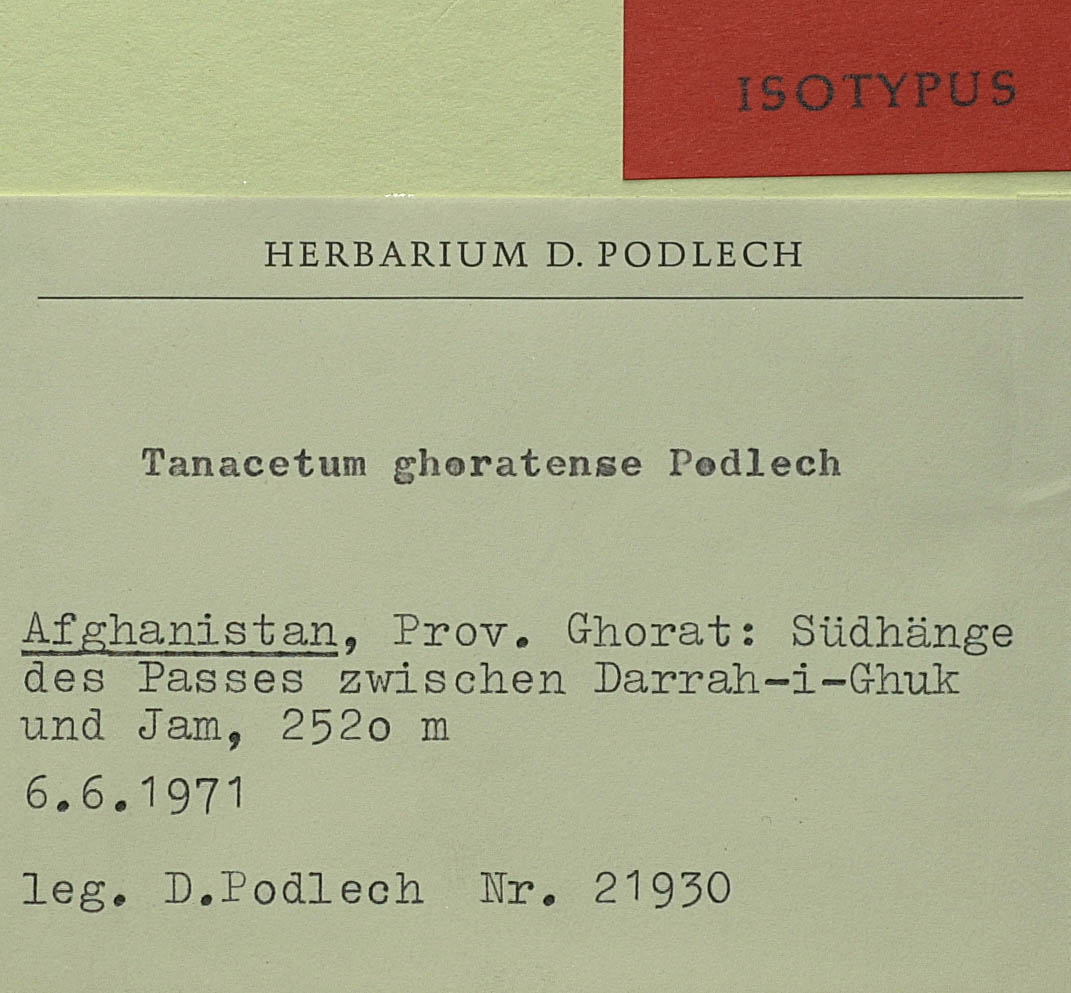 ISOTYPUS
HERBARIUM D. PODLECH
Tanacetum ghoratense Podlech
Afghanistan, Prov. Ghorat: Südhänge
des Passes zwischen Darrah-i-Ghuk
und Jam, 252o m
6.6.1971
leg. D.Podlech Nr. 21930